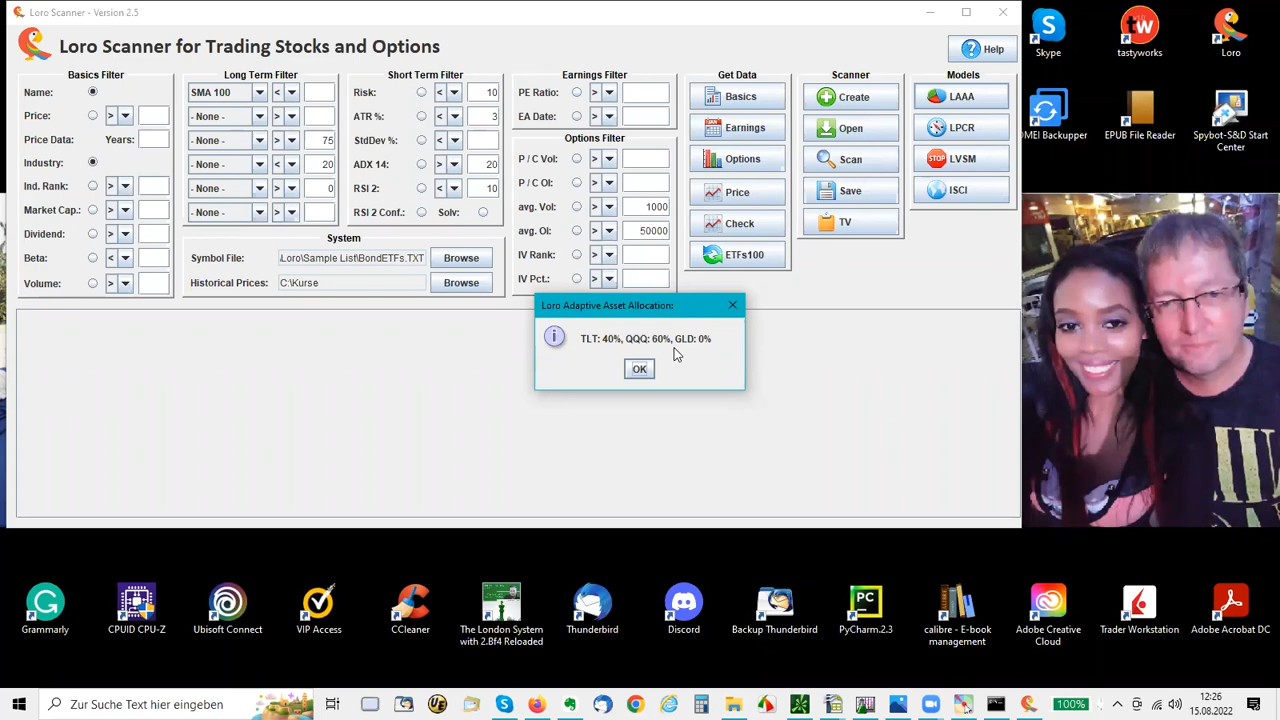 Loro Scanner - Version 2.5
Loro Scanner for Trading Stocks and Options
Help
Basics Filter
Name:
Price: >
Price Data: Years:
Industry:
Ind. Rank: >
Market Cap.: >
Dividend: >
Beta: <
Volume: >
Long Term Filter
SMA 100 <
- None - >
- None - > 75
- None - > 20
- None - > 0
- None - >
Short Term Filter
Risk: < 10
ATR %: < 3
StdDev %: <
ADX 14: < 20
RSI 2: < 10
RSI 2 Conf.: Solv:
System
Symbol File: .Loro\Sample List\BondETFs.TXT Browse
Historical Prices: C:\Kurse Browse
Earnings Filter
PE Ratio: >
EA Date: >
Options Filter
P / C Vol: >
P / C OI: >
avg. Vol: > 1000
avg. OI: > 50000
IV Rank: >
IV Pct.: >
Get Data
Basics
Earnings
Options
Price
Check
ETFs100
Scanner
Create
Open
Scan
Save
TV
Models
LAAA
LPCR
LVSM
ISCI
Loro Adaptive Asset Allocation:
TLT: 40%, QQQ: 60%, GLD: 0%
OK
Skype
tw
tastyworks
Loro
OMEI Backupper
EPUB File Reader
Spybot-S&D Start
Center
Grammarly
CPUID CPU-Z
Ubisoft Connect
VIP Access
CCleaner
The London System
with 2.Bf4 Reloaded
Thunderbird
Discord
Backup Thunderbird
PC
PyCharm.2.3
calibre - E-book
management
Adobe Creative
Cloud
Trader Workstation
Adobe Acrobat DC
Zur Suche Text hier eingeben
100%
12:26
15.08.2022